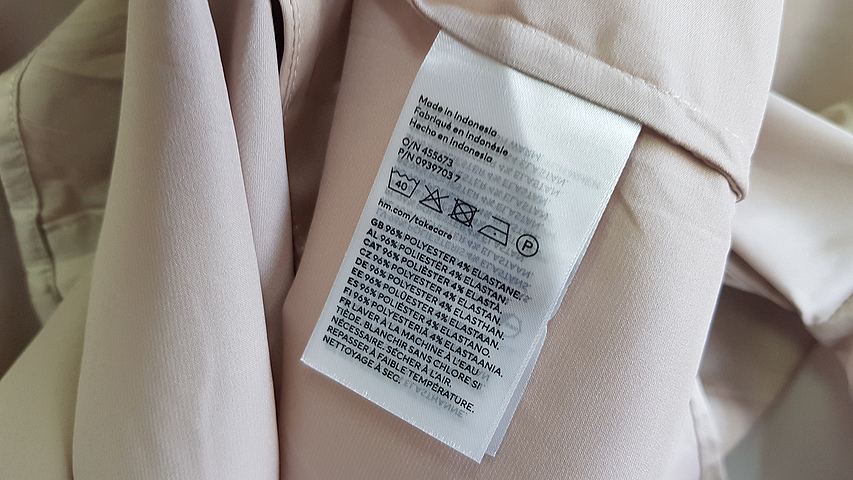 Made in Indonesia
Fabriqué en Indonésie
Hecho en Indonesia
O/N 455673
P/N 0939703 7
40 P
hm.com/takecare
GB 96% POLYESTER 4% ELASTANE.
AL 96% POLIESTËR 4% ELASTAN.
CAT 96% POLIÈSTER 4% ELASTÀ.
CZ 96% POLYESTER 4% ELASTAN.
DE 96% POLYESTER 4% ELASTHAN.
EE 96% POLÜESTER 4% ELASTAAN.
ES 96% POLIÉSTER 4% ELASTANO.
FI 96% POLYESTERIÄ 4% ELASTAANIA.
FR LAVER À LA MACHINE À L'EAU
TIÈDE. BLANCHIR SANS CHLORE SI
NÉCESSAIRE. SÉCHER À L'AIR.
REPASSER À FAIBLE TEMPÉRATURE.
NETTOYAGE À SEC.